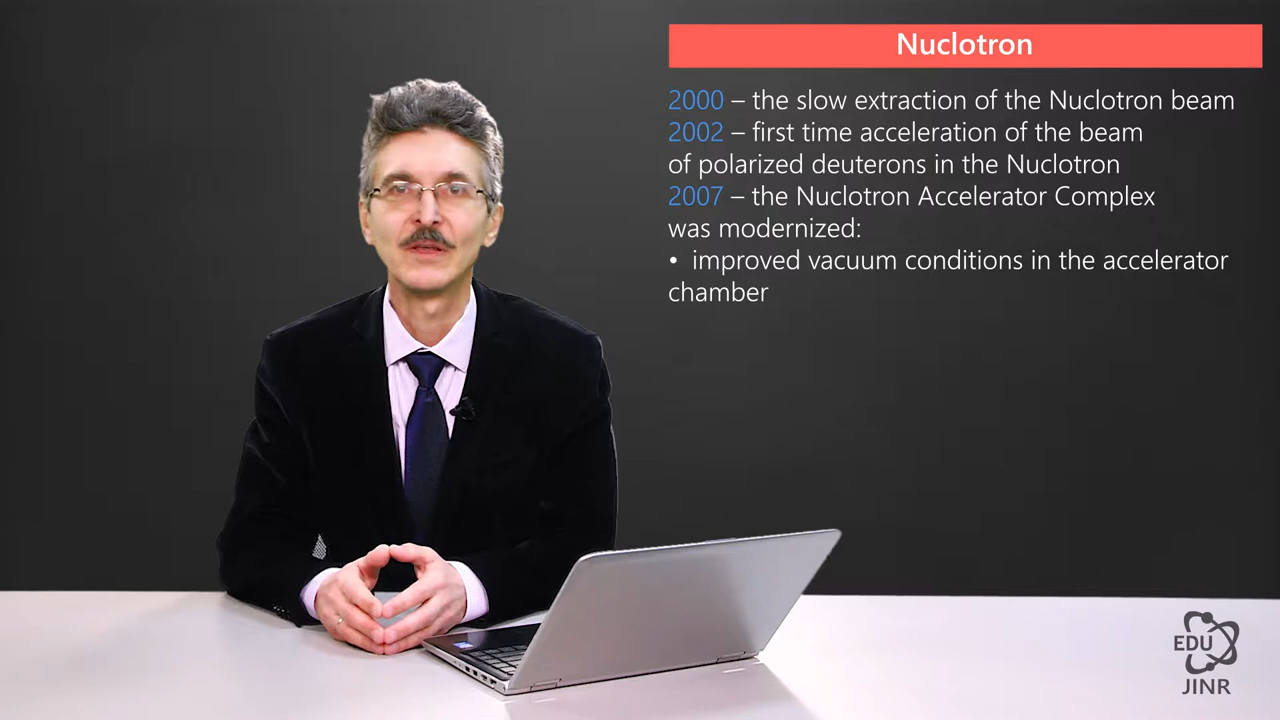 Nuclotron
2000 – the slow extraction of the Nuclotron beam
2002 – first time acceleration of the beam
of polarized deuterons in the Nuclotron
2007 – the Nuclotron Accelerator Complex
was modernized:
• improved vacuum conditions in the accelerator
chamber
EDU
JINR